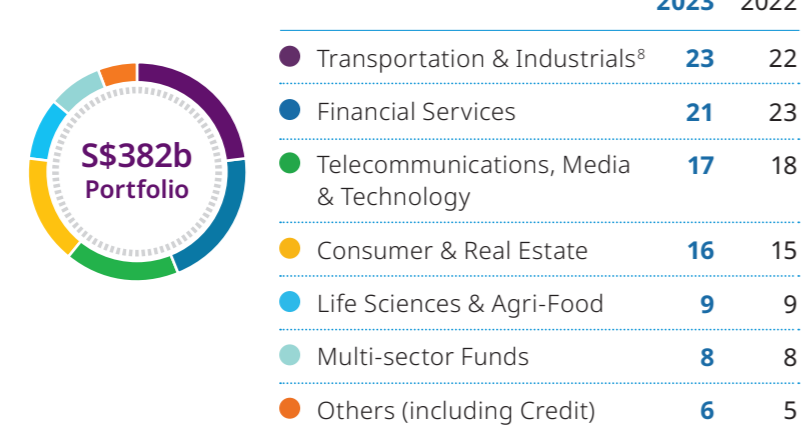 2023 2022
S$382b
Portfolio
Transportation & Industrials⁸ 23 22
Financial Services 21 23
Telecommunications, Media 17 18
& Technology
Consumer & Real Estate 16 15
Life Sciences & Agri-Food 9 9
Multi-sector Funds 8 8
Others (including Credit) 6 5